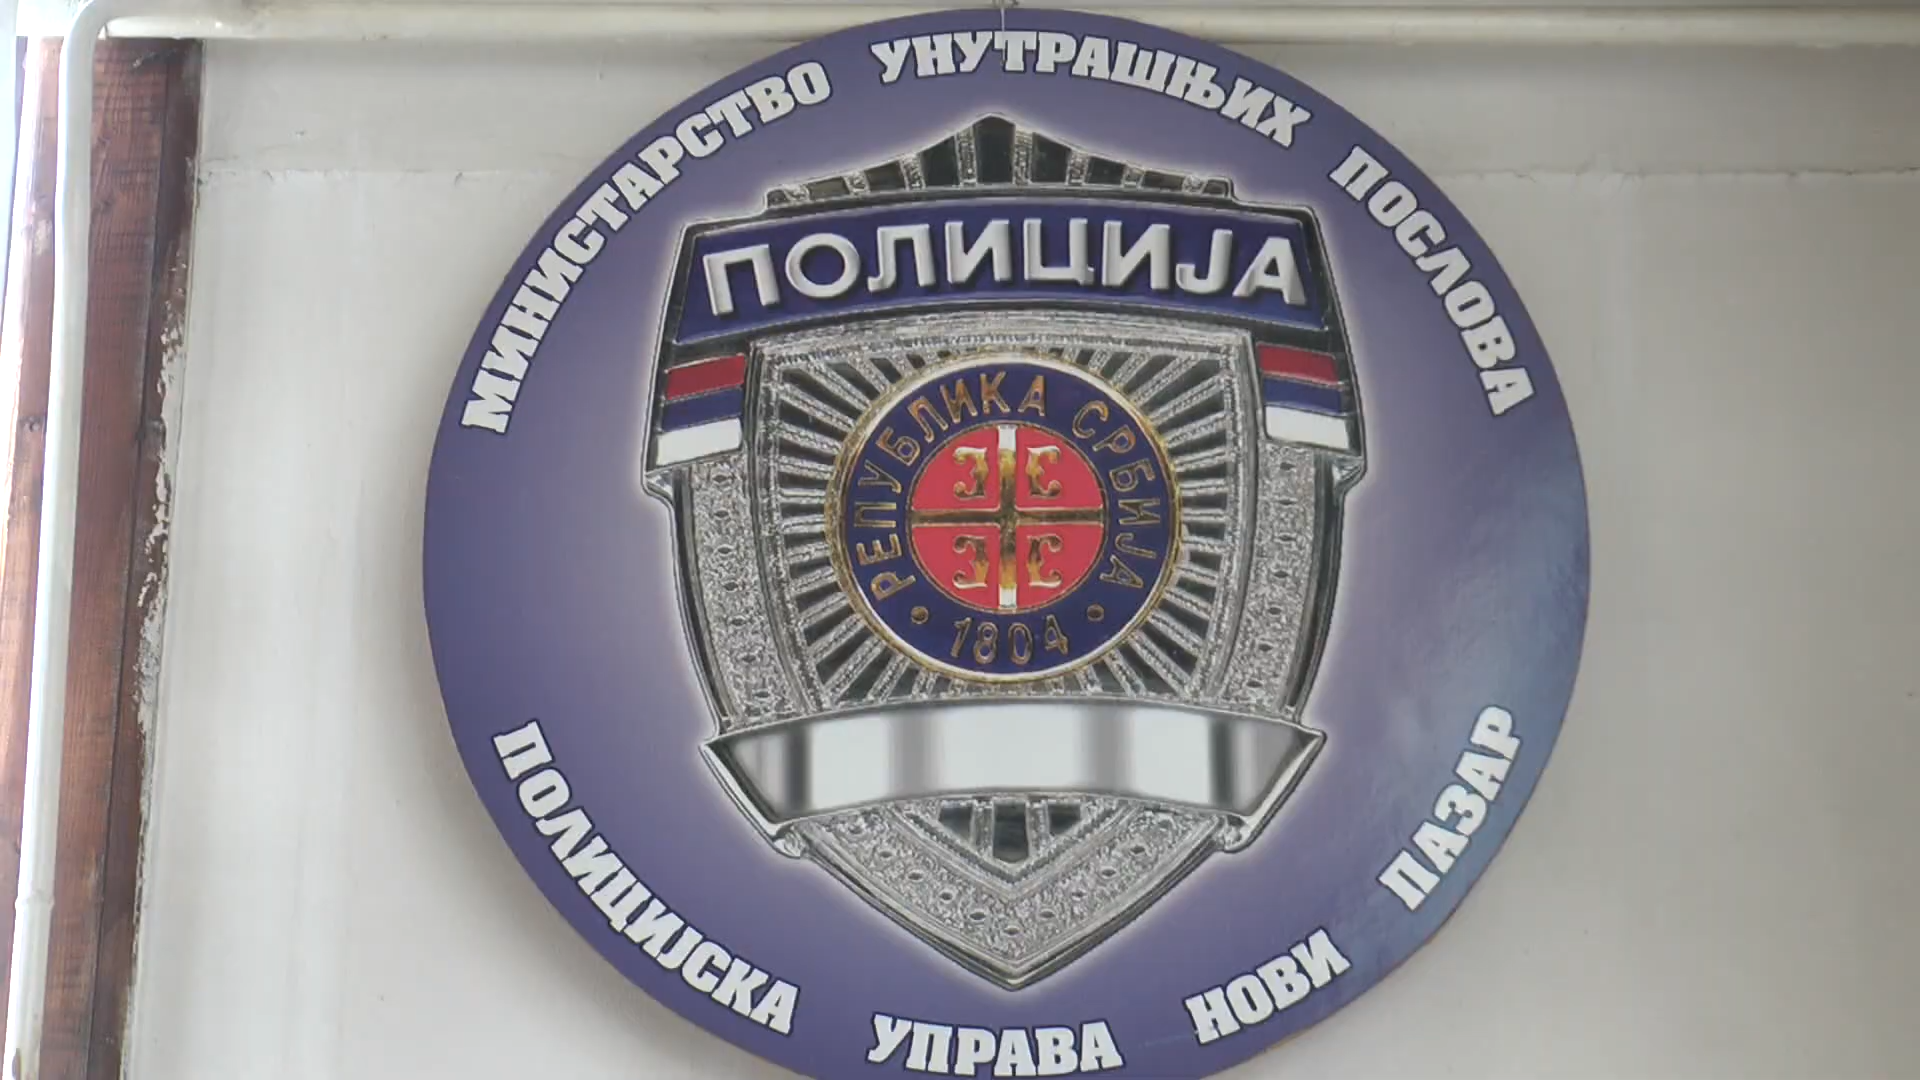 МИНИСТАРСТВО УНУТРАШЊИХ ПОСЛОВА
ПОЛИЦИЈА
РЕПУБЛИКА СРБИЈА
• 1804 •
ПОЛИЦИЈСКА УПРАВА НОВИ ПАЗАР